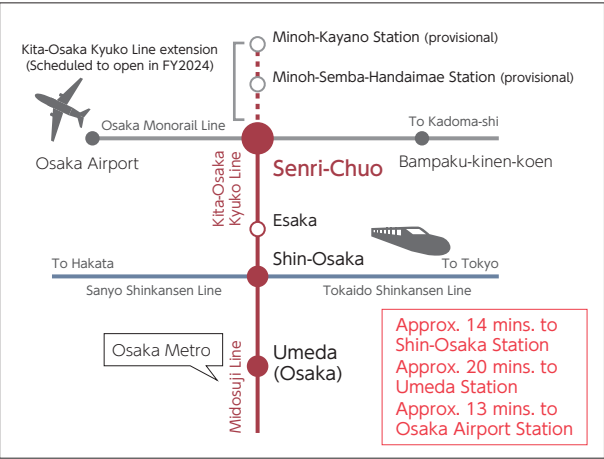 Kita-Osaka Kyuko Line extension
(Scheduled to open in FY2024)
Minoh-Kayano Station (provisional)
Minoh-Semba-Handaimae Station (provisional)
Osaka Monorail Line
To Kadoma-shi
Osaka Airport
Senri-Chuo
Bampaku-kinen-koen
Kita-Osaka
Kyuko Line
Esaka
Shin-Osaka
To Hakata
To Tokyo
Sanyo Shinkansen Line
Tokaido Shinkansen Line
Osaka Metro
Midosuji Line
Umeda
(Osaka)
Approx. 14 mins. to
Shin-Osaka Station
Approx. 20 mins. to
Umeda Station
Approx. 13 mins. to
Osaka Airport Station